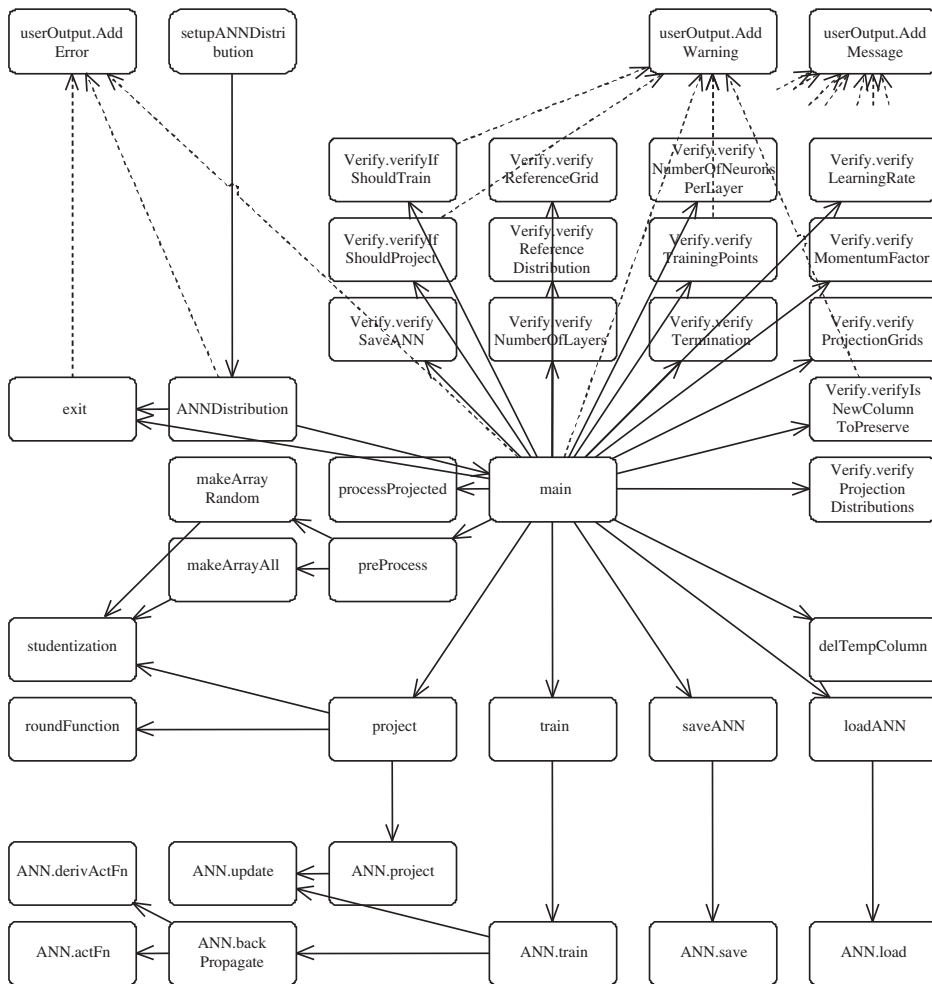 userOutput.Add
Error
setupANNDistri
bution
userOutput.Add
Warning
userOutput.Add
Message
Verify.verifyIf
ShouldTrain
Verify.verify
ReferenceGrid
Verify.verify
NumberOfNeurons
PerLayer
Verify.verify
LearningRate
Verify.verifyIf
ShouldProject
Verify.verify
Reference
Distribution
Verify.verify
TrainingPoints
Verify.verify
MomentumFactor
Verify.verify
SaveANN
Verify.verify
NumberOfLayers
Verify.verify
Termination
Verify.verify
ProjectionGrids
exit
ANNDistribution
Verify.verifyIs
NewColumn
ToPreserve
makeArray
Random
processProjected
main
Verify.verify
Projection
Distributions
makeArrayAll
preProcess
studentization
delTempColumn
roundFunction
project
train
saveANN
loadANN
ANN.derivActFn
ANN.update
ANN.project
ANN.actFn
ANN.back
Propagate
ANN.train
ANN.save
ANN.load